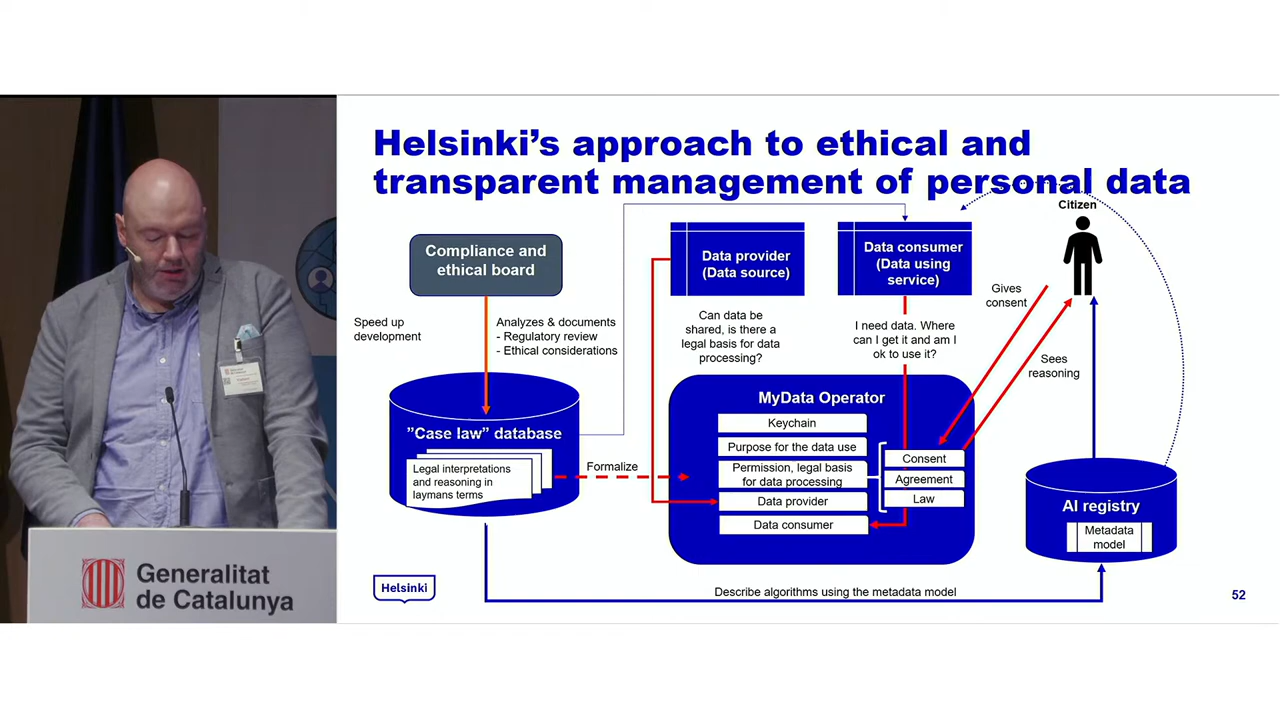 Helsinki's approach to ethical and
transparent management of personal data
Citizen
Compliance and
ethical board
Data provider
(Data source)
Data consumer
(Data using
service)
Gives
consent
Speed up
development
Analyzes & documents
- Regulatory review
- Ethical considerations
Can data be
shared, is there a
legal basis for data
processing?
I need data. Where
can I get it and am I
ok to use it?
Sees
reasoning
"Case law" database
Legal interpretations
and reasoning in
laymans terms
Formalize
MyData Operator
Keychain
Purpose for the data use
Permission, legal basis
for data processing
Data provider
Data consumer
Consent
Agreement
Law
AI registry
Metadata
model
Describe algorithms using the metadata model
Helsinki
52
Generalitat
de Catalunya